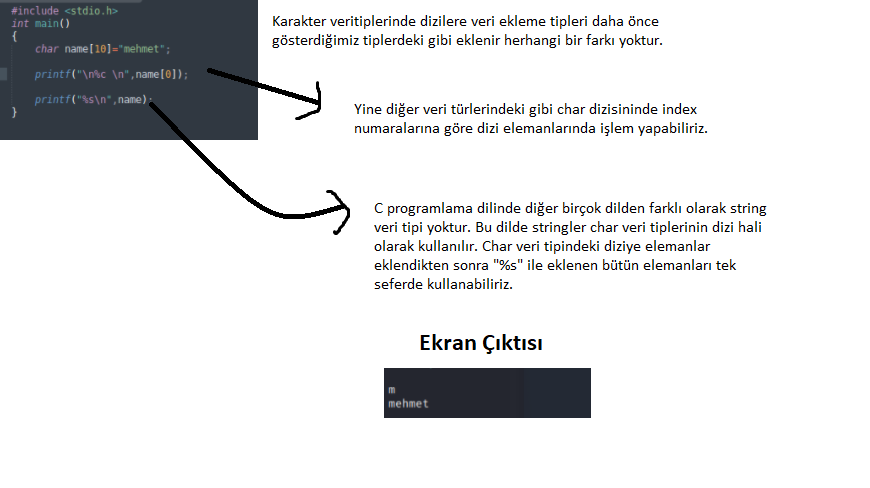 #include <stdio.h>
int main()
{
char name[10]="mehmet";
printf("\n%c \n",name[0]);
printf("%s\n",name);
}
Karakter veritiplerinde dizilere veri ekleme tipleri daha önce
gösterdiğimiz tiplerdeki gibi eklenir herhangi bir farkı yoktur.
Yine diğer veri türlerindeki gibi char dizisininde index
numaralarına göre dizi elemanlarında işlem yapabiliriz.
C programlama dilinde diğer birçok dilden farklı olarak string
veri tipi yoktur. Bu dilde stringler char veri tiplerinin dizi hali
olarak kullanılır. Char veri tipindeki diziye elemanlar
eklendikten sonra "%s" ile eklenen bütün elemanları tek
seferde kullanabiliriz.
Ekran Çıktısı
m
mehmet